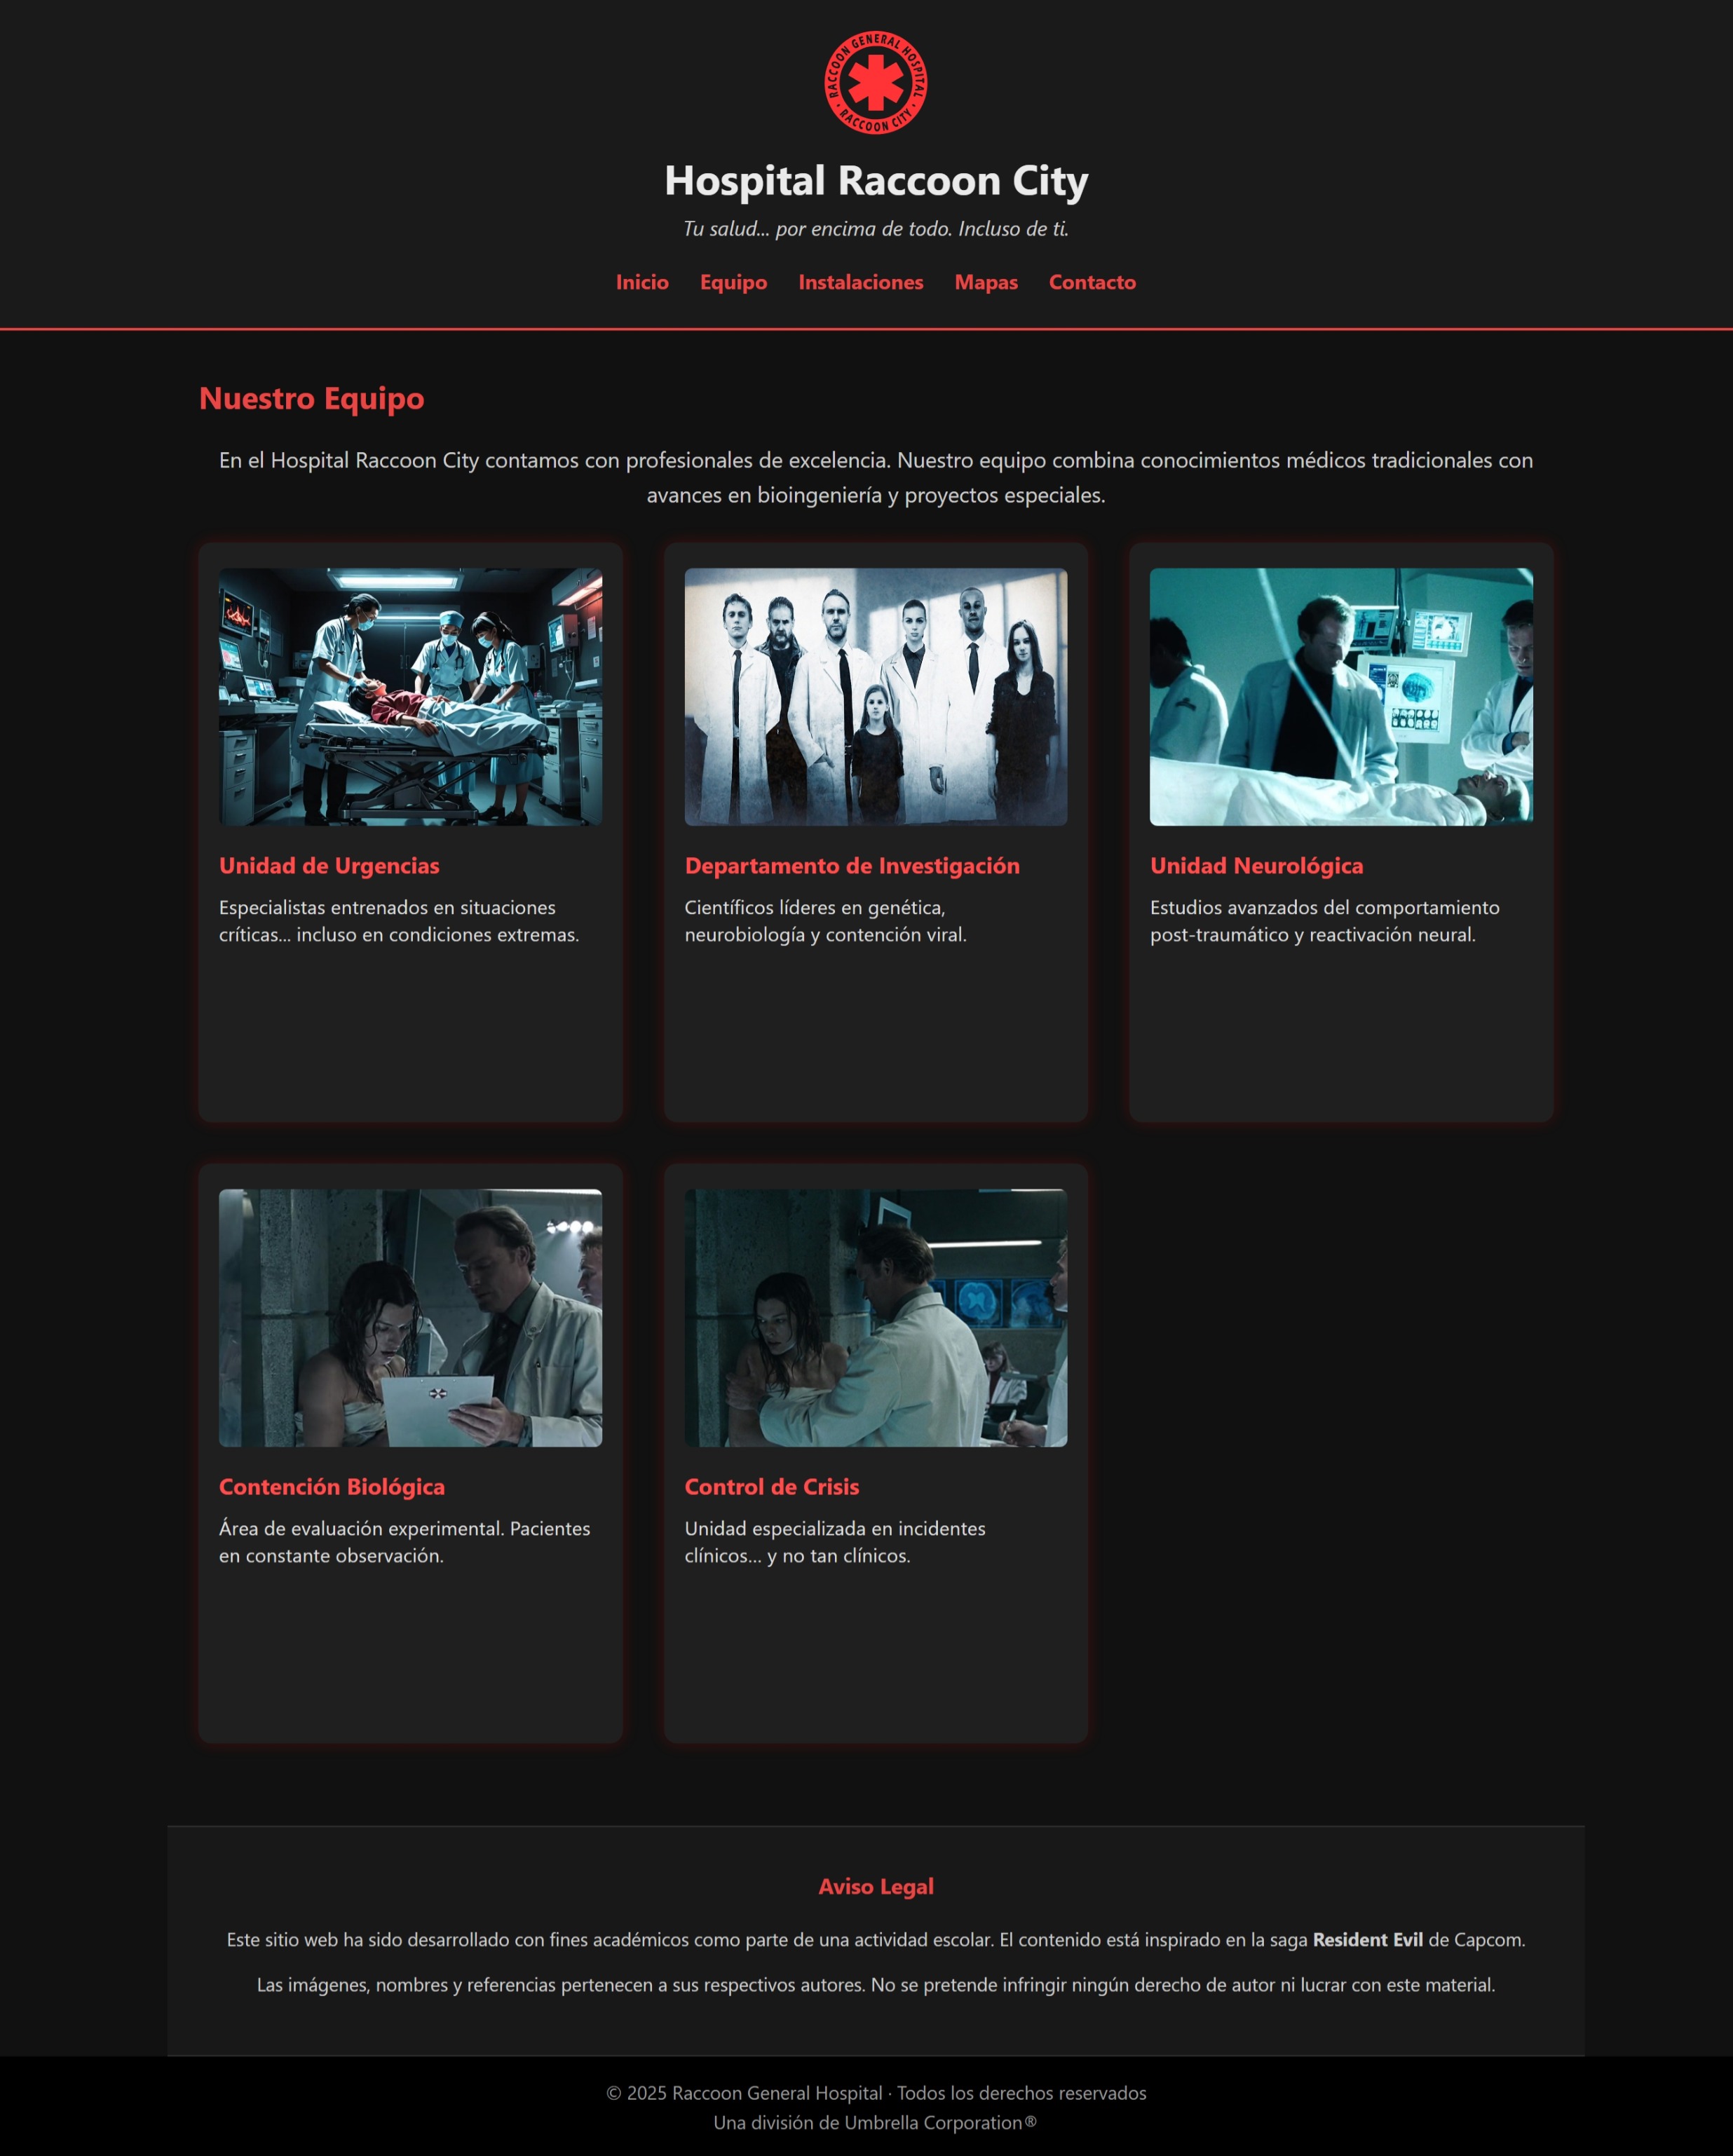 RACCOON GENERAL HOSPITAL
· RACCOON CITY ·
Hospital Raccoon City
Tu salud... por encima de todo. Incluso de ti.
Inicio Equipo Instalaciones Mapas Contacto
Nuestro Equipo
En el Hospital Raccoon City contamos con profesionales de excelencia. Nuestro equipo combina conocimientos médicos tradicionales con
avances en bioingeniería y proyectos especiales.
Unidad de Urgencias
Especialistas entrenados en situaciones
críticas... incluso en condiciones extremas.
Departamento de Investigación
Científicos líderes en genética,
neurobiología y contención viral.
Unidad Neurológica
Estudios avanzados del comportamiento
post-traumático y reactivación neural.
Contención Biológica
Área de evaluación experimental. Pacientes
en constante observación.
Control de Crisis
Unidad especializada en incidentes
clínicos... y no tan clínicos.
Aviso Legal
Este sitio web ha sido desarrollado con fines académicos como parte de una actividad escolar. El contenido está inspirado en la saga Resident Evil de Capcom.
Las imágenes, nombres y referencias pertenecen a sus respectivos autores. No se pretende infringir ningún derecho de autor ni lucrar con este material.
© 2025 Raccoon General Hospital · Todos los derechos reservados
Una división de Umbrella Corporation®